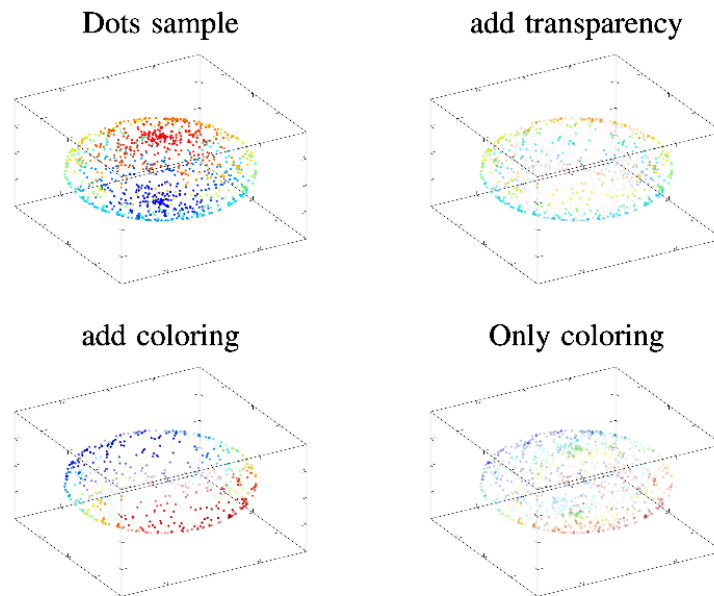 Dots sample
add transparency
add coloring
Only coloring